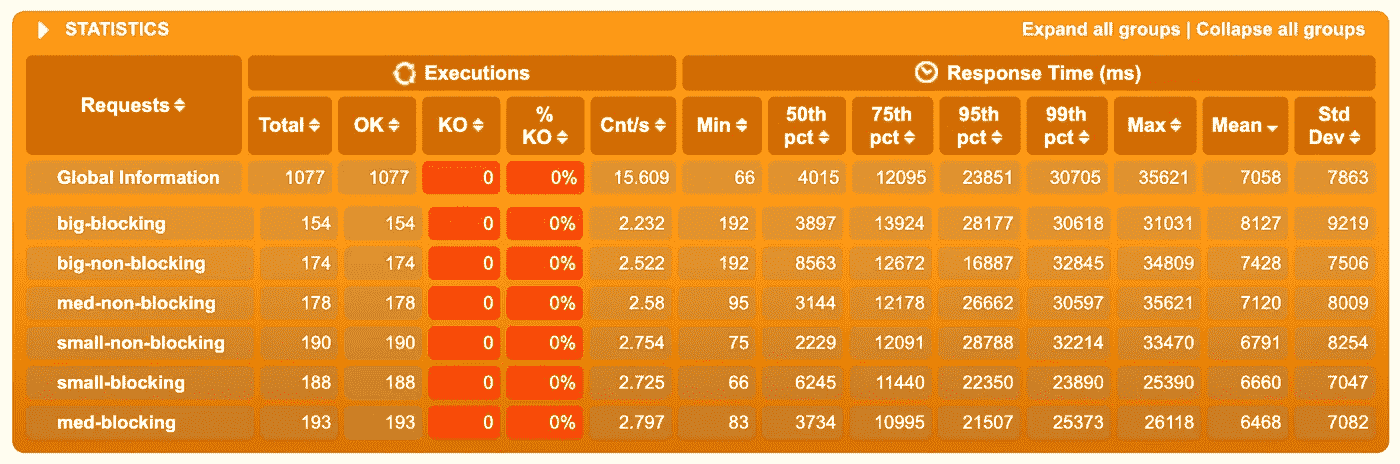 STATISTICS Expand all groups | Collapse all groups
Requests Executions Response Time (ms)
Total OK KO % KO Cnt/s Min 50th pct 75th pct 95th pct 99th pct Max Mean Std Dev
Global Information 1077 1077 0 0% 15.609 66 4015 12095 23851 30705 35621 7058 7863
big-blocking 154 154 0 0% 2.232 192 3897 13924 28177 30618 31031 8127 9219
big-non-blocking 174 174 0 0% 2.522 192 8563 12672 16887 32845 34809 7428 7506
med-non-blocking 178 178 0 0% 2.58 95 3144 12178 26662 30597 35621 7120 8009
small-non-blocking 190 190 0 0% 2.754 75 2229 12091 28788 32214 33470 6791 8254
small-blocking 188 188 0 0% 2.725 66 6245 11440 22350 23890 25390 6660 7047
med-blocking 193 193 0 0% 2.797 83 3734 10995 21507 25373 26118 6468 7082